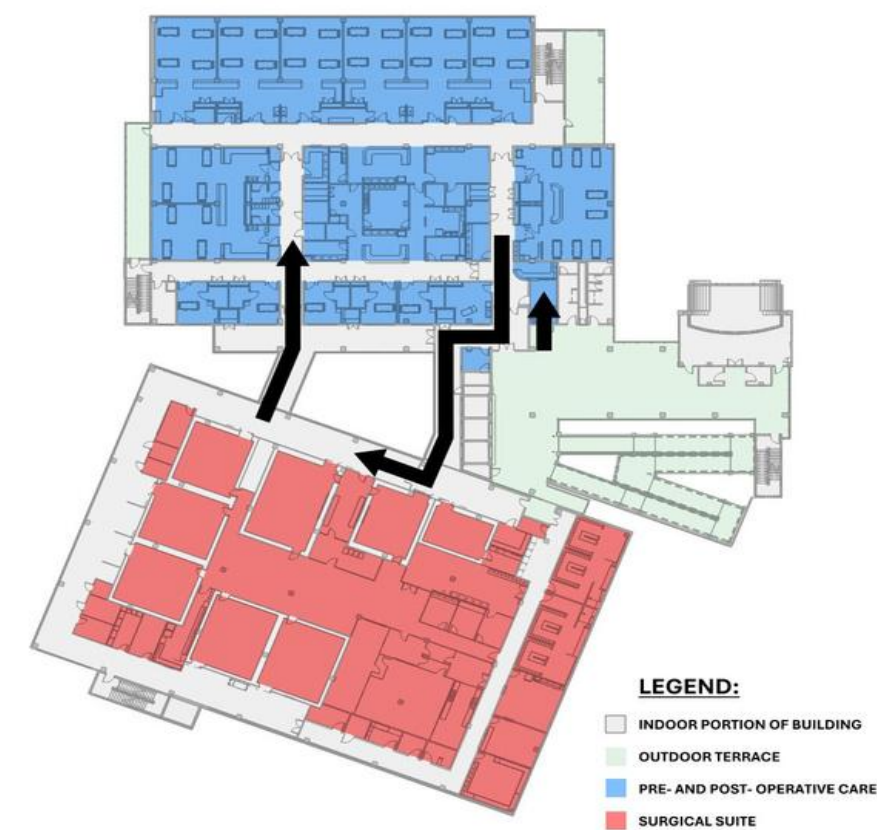 LEGEND:
INDOOR PORTION OF BUILDING
OUTDOOR TERRACE
PRE- AND POST- OPERATIVE CARE
SURGICAL SUITE